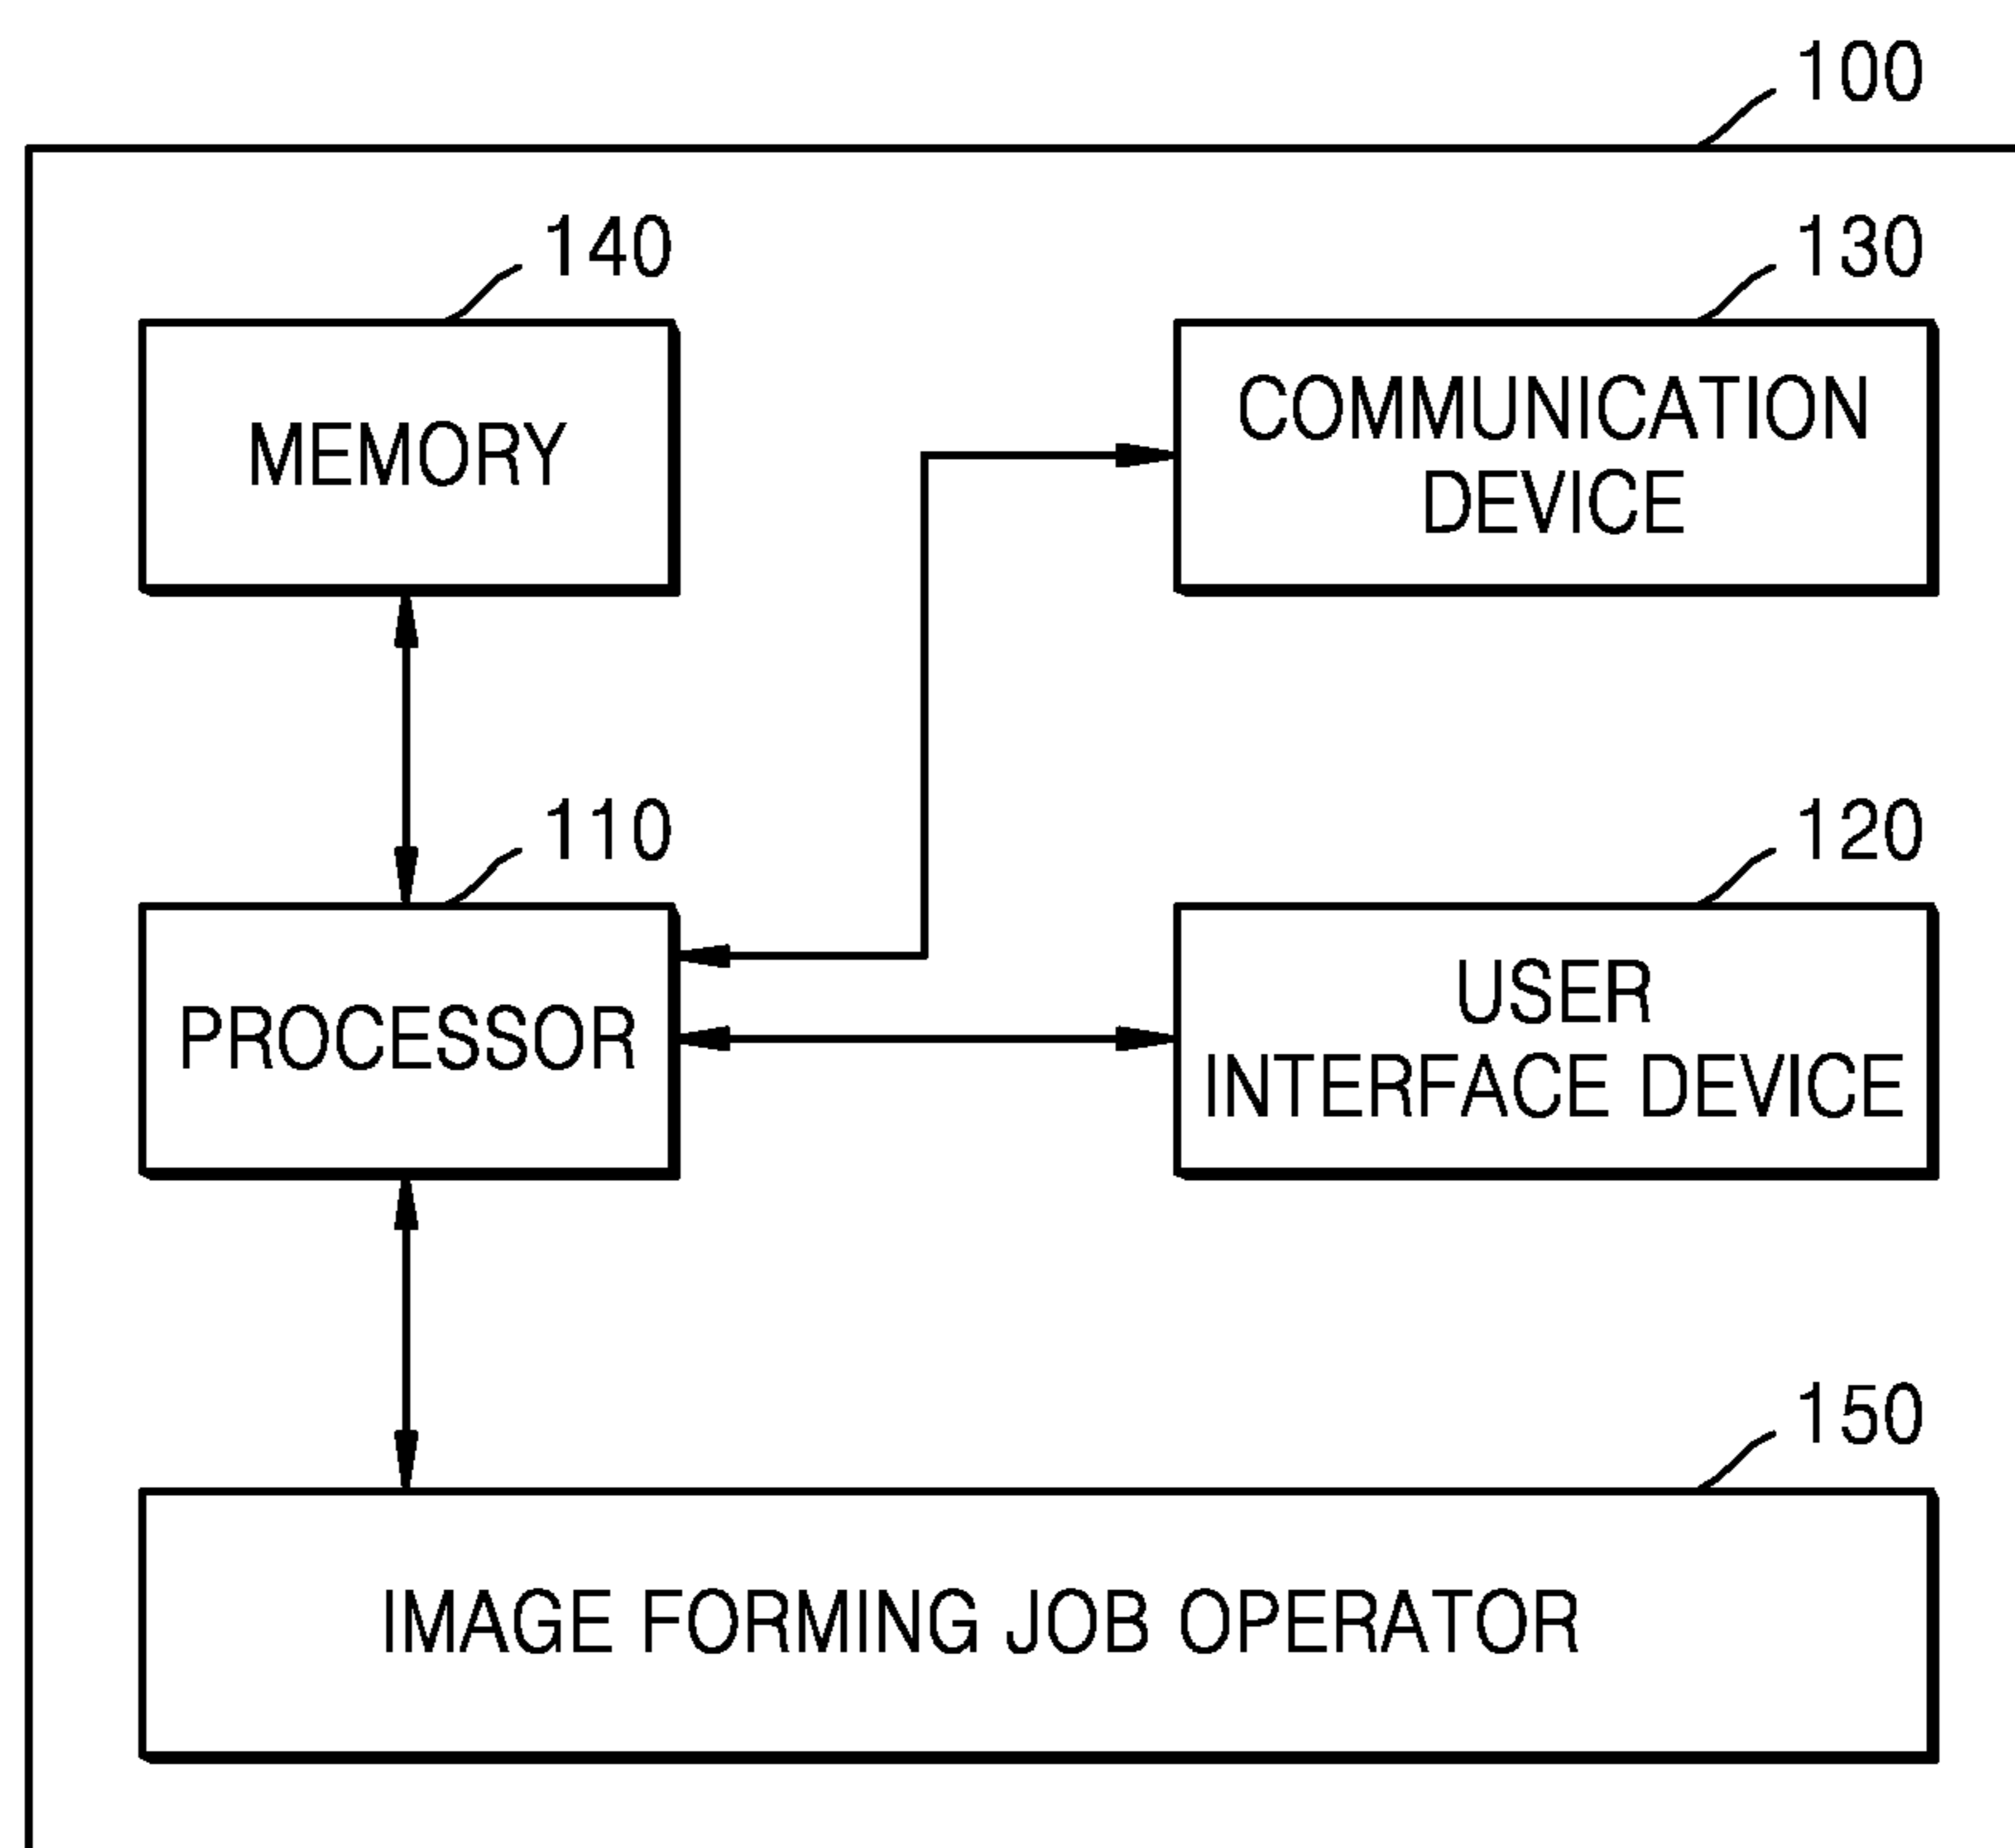 100
140
130
MEMORY
COMMUNICATION
DEVICE
110
120
PROCESSOR
USER
INTERFACE DEVICE
150
IMAGE FORMING JOB OPERATOR